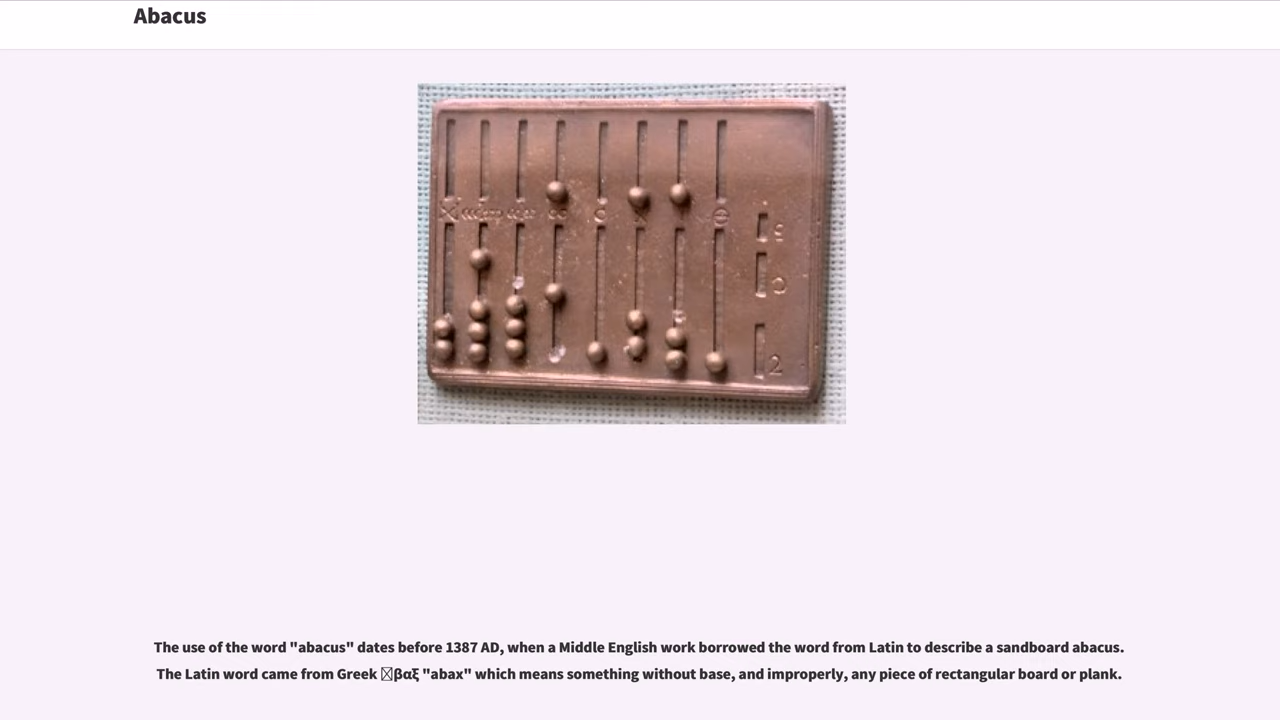 Abacus
The use of the word "abacus" dates before 1387 AD, when a Middle English work borrowed the word from Latin to describe a sandboard abacus.
The Latin word came from Greek βαξ "abax" which means something without base, and improperly, any piece of rectangular board or plank.